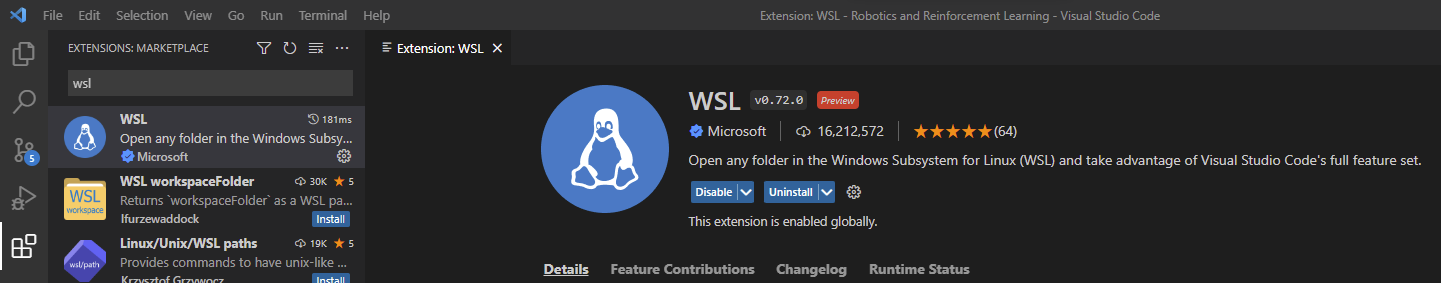 File Edit Selection View Go Run Terminal Help
Extension: WSL - Robotics and Reinforcement Learning - Visual Studio Code
EXTENSIONS: MARKETPLACE
wsl
WSL 181ms
Open any folder in the Windows Subsy...
Microsoft
WSL workspaceFolder 30K ★ 5
Returns `workspaceFolder` as a WSL pa...
lfurzewaddock Install
WSL workspace
Linux/Unix/WSL paths 19K ★ 5
Provides commands to have unix-like ...
Krzysztof Grzywocz Install
wsl/path
5
Extension: WSL
WSL v0.72.0 Preview
Microsoft 16,212,572 ★★★★★(64)
Open any folder in the Windows Subsystem for Linux (WSL) and take advantage of Visual Studio Code's full feature set.
Disable Uninstall
This extension is enabled globally.
Details Feature Contributions Changelog Runtime Status